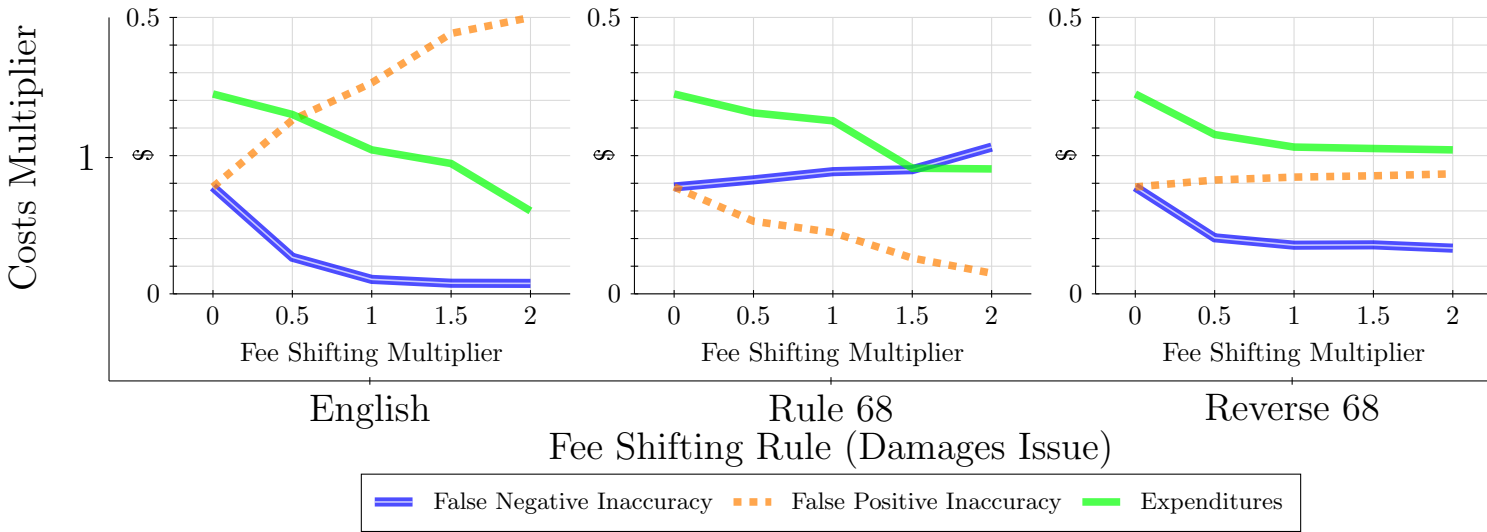 Costs Multiplier
1
0.5
$
0
0 0.5 1 1.5 2
Fee Shifting Multiplier
0.5
$
0
0 0.5 1 1.5 2
Fee Shifting Multiplier
0.5
$
0
0 0.5 1 1.5 2
Fee Shifting Multiplier
English Rule 68 Reverse 68
Fee Shifting Rule (Damages Issue)
False Negative Inaccuracy False Positive Inaccuracy Expenditures